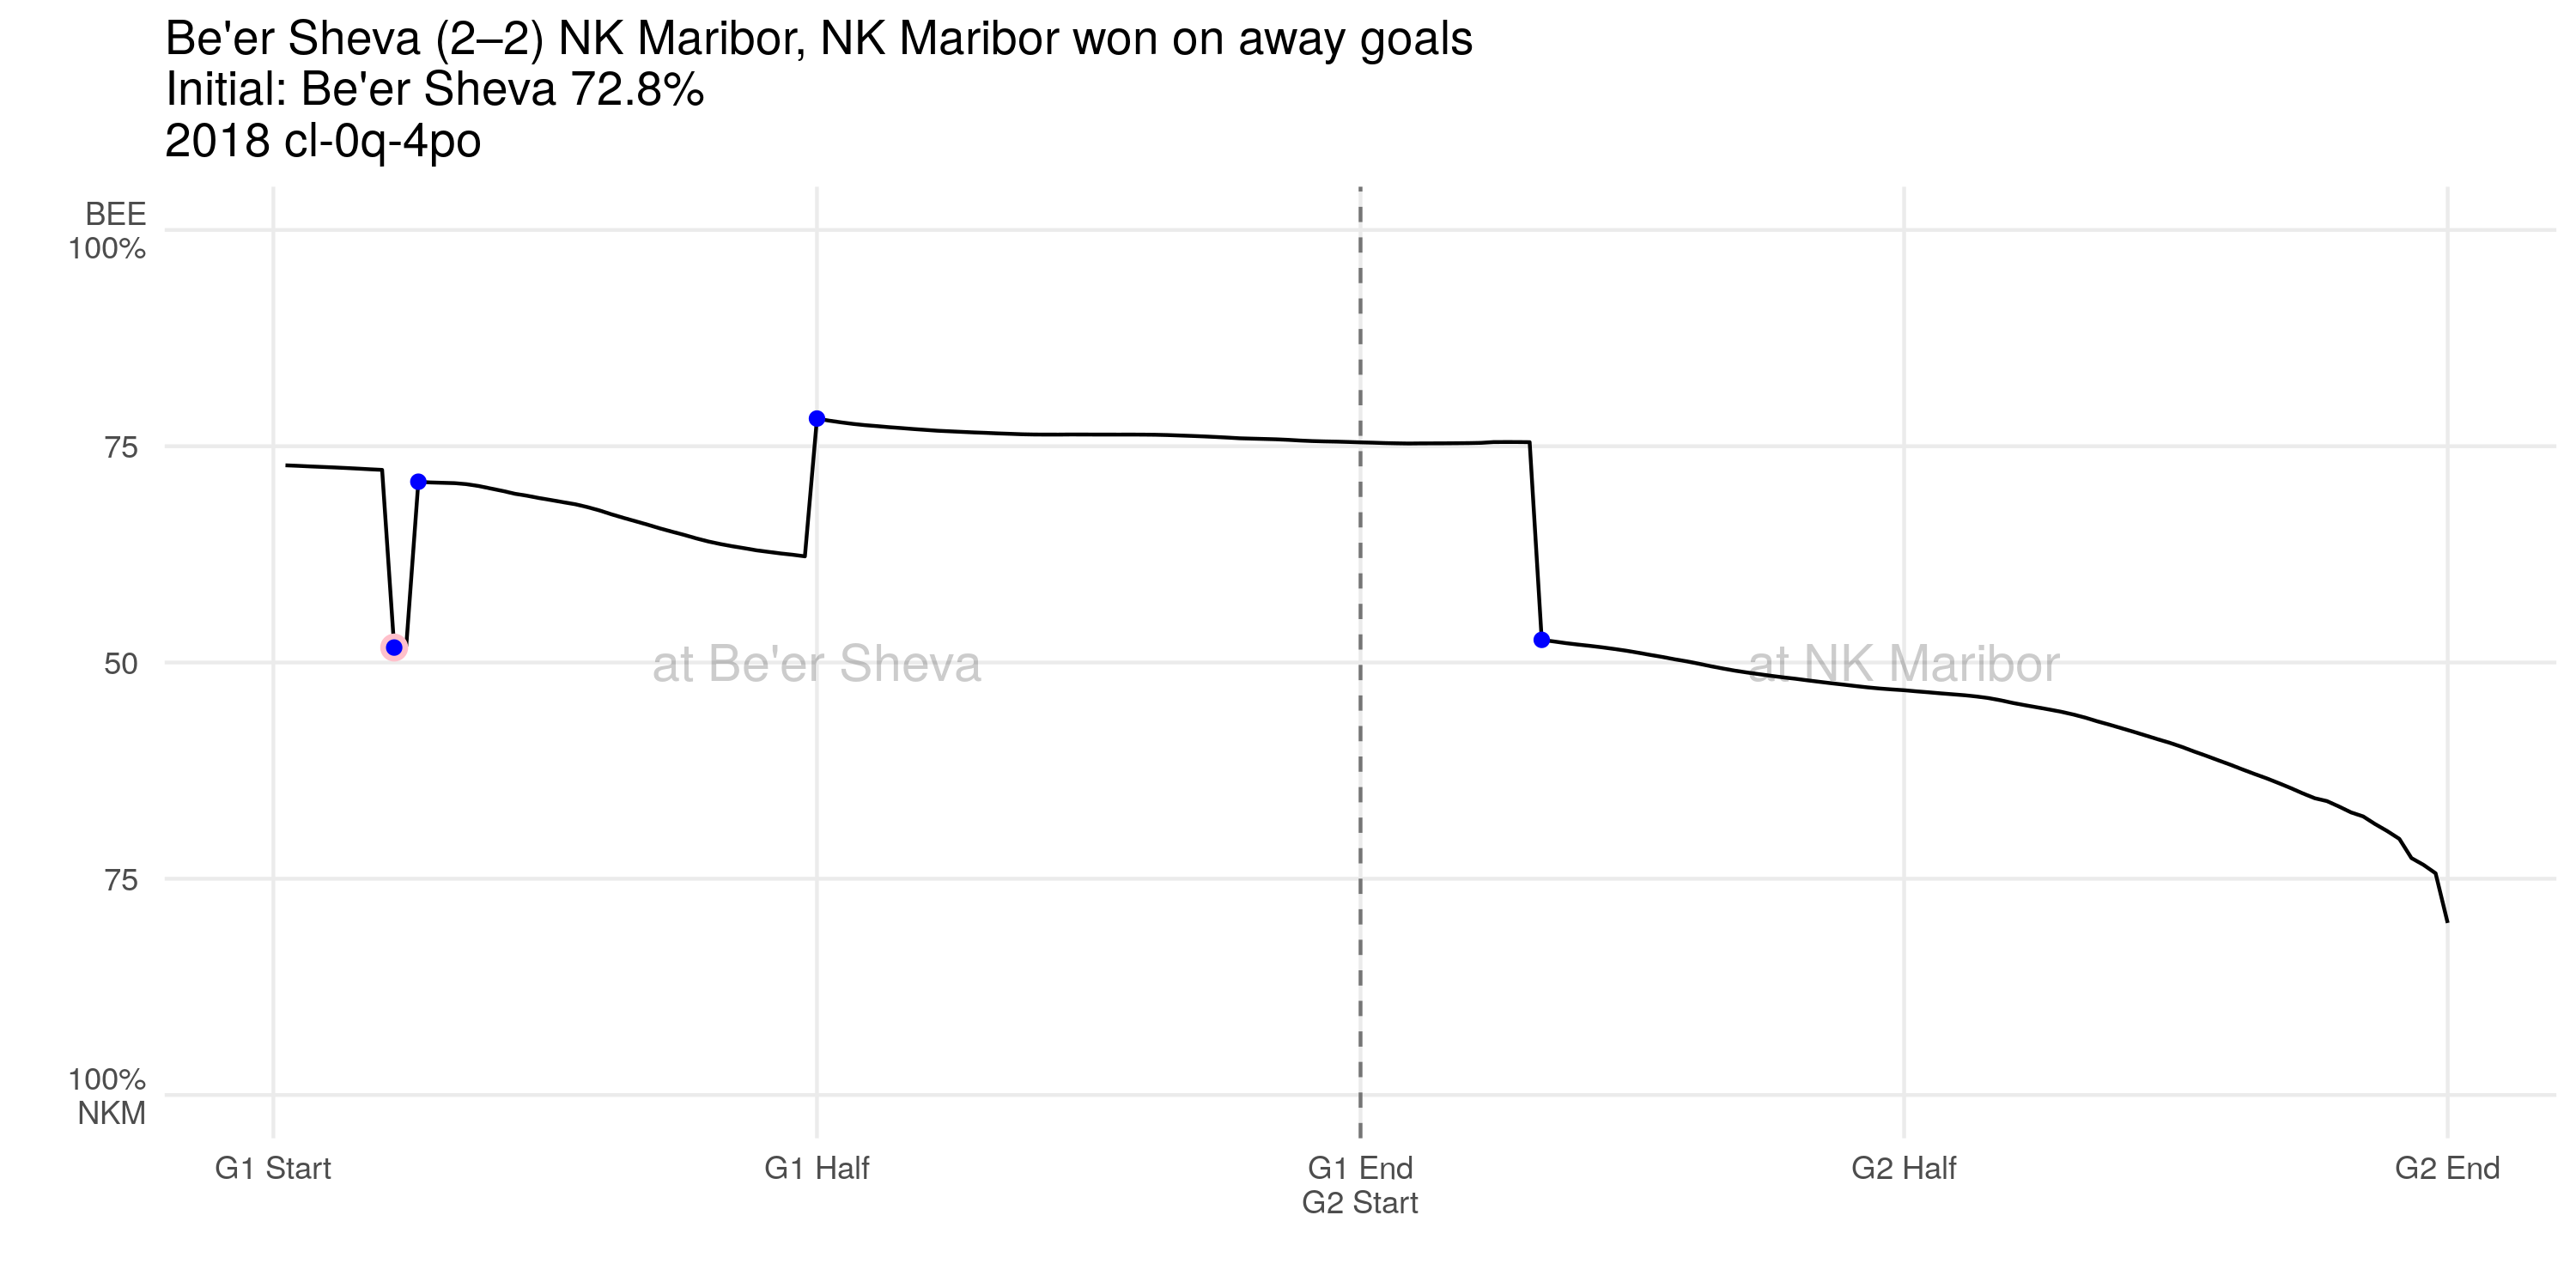 Be'er Sheva (2–2) NK Maribor, NK Maribor won on away goals
Initial: Be'er Sheva 72.8%
2018 cl-0q-4po
BEE
100%
75
50
75
100%
NKM
at Be'er Sheva
at NK Maribor
G1 Start
G1 Half
G1 End
G2 Start
G2 Half
G2 End